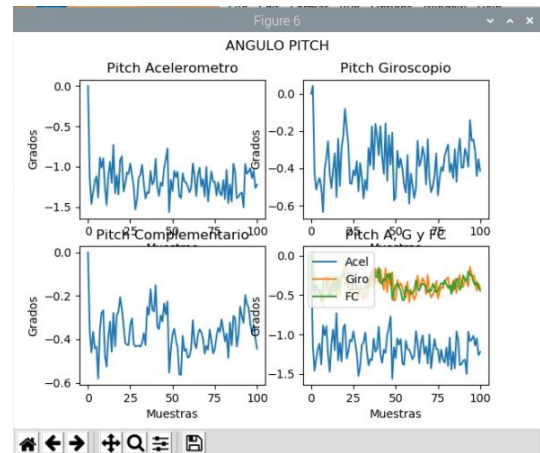 Figure 6
ANGULO PITCH
Pitch Acelerometro
Pitch Giroscopio
0.0
−0.5
−1.0
−1.5
Grados
0 25 50 75 100
Muestras
0.0
−0.2
−0.4
−0.6
Grados
0 25 50 75 100
Muestras
Pitch Complementario
Pitch A, G y FC
0.0
−0.2
−0.4
−0.6
Grados
0 25 50 75 100
Muestras
0.0
−0.5
−1.0
−1.5
Grados
Acel
Giro
FC
0 25 50 75 100
Muestras